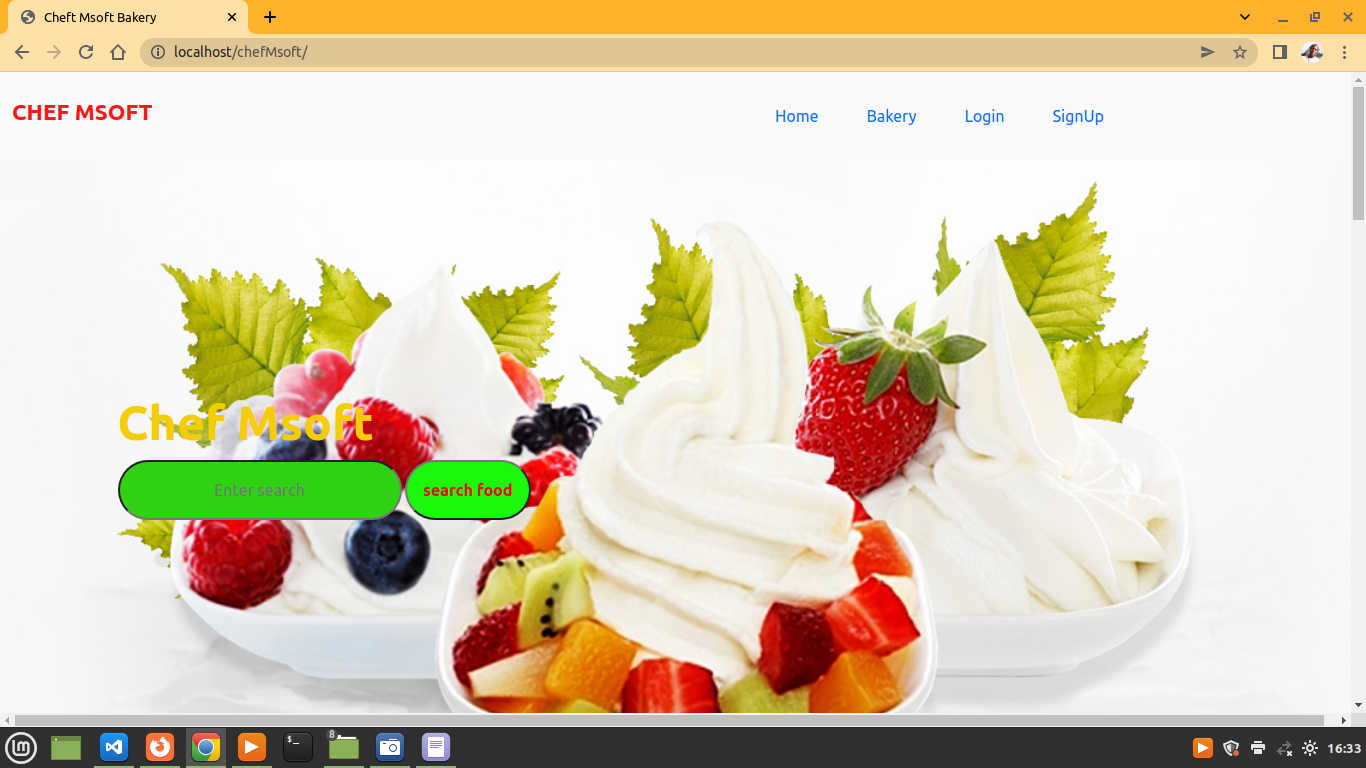 Cheft Msoft Bakery
localhost/chefMsoft/
CHEF MSOFT
Home Bakery Login SignUp
Chef Msoft
Enter search search food
8
$_
16:33